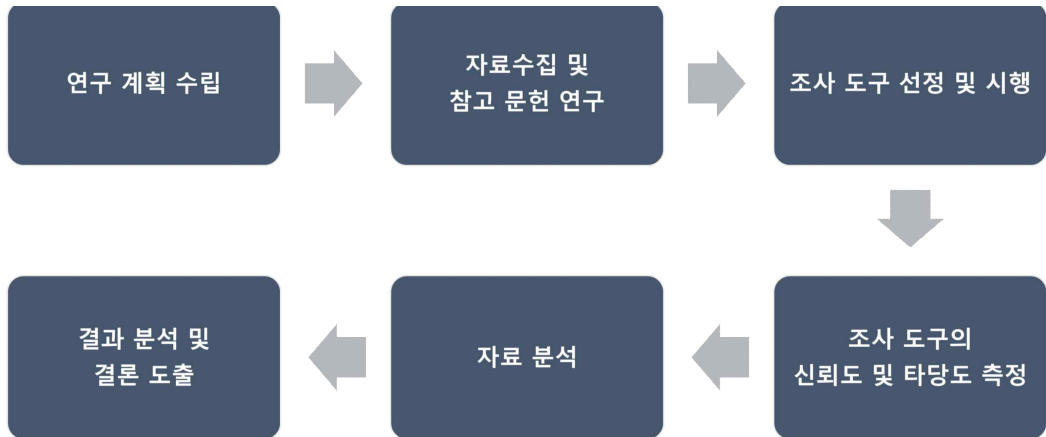 연구 계획 수립
자료수집 및
참고 문헌 연구
조사 도구 선정 및 시행
조사 도구의
신뢰도 및 타당도 측정
자료 분석
결과 분석 및
결론 도출